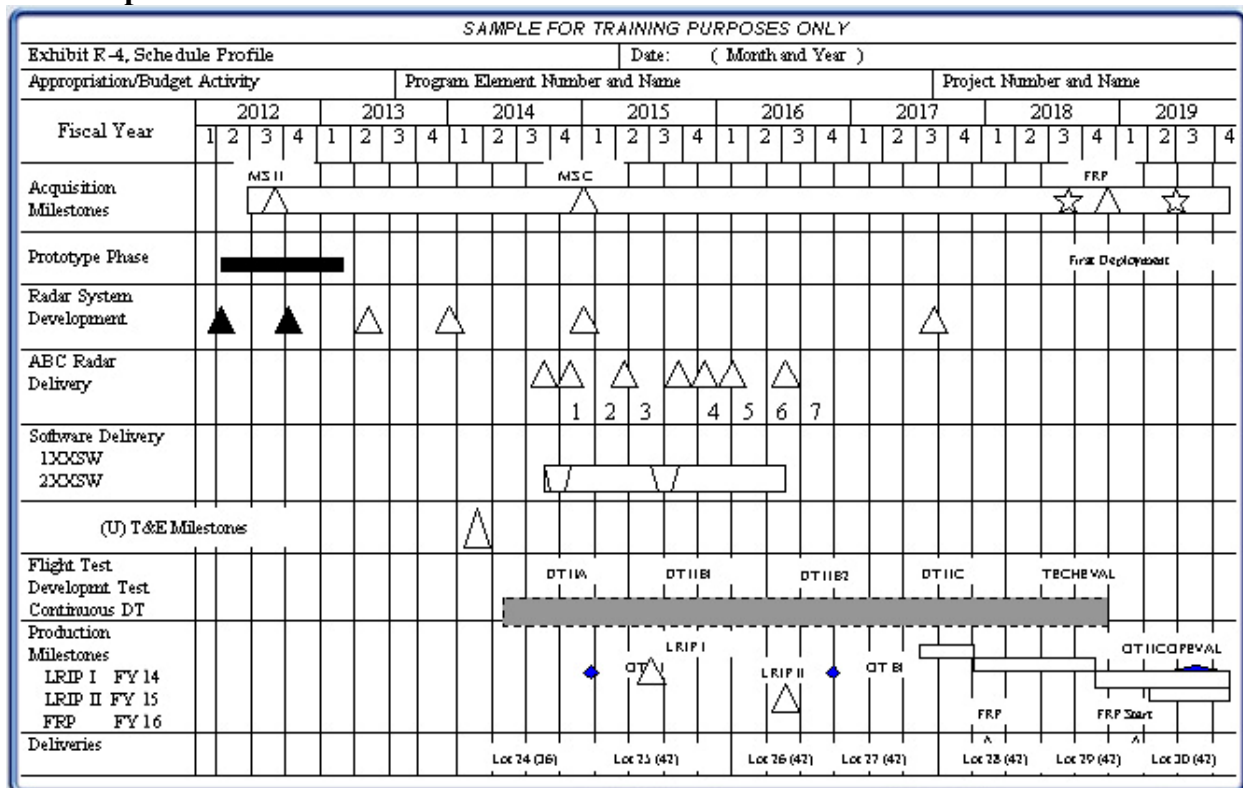 SAMPLE FOR TRAINING PURPOSES ONLY
Exhibit R-4, Schedule Profile Date: ( Month and Year )
Appropriation/Budget Activity Program Element Number and Name Project Number and Name
Fiscal Year 2012 2013 2014 2015 2016 2017 2018 2019
1 2 3 4 1 2 3 4 1 2 3 4 1 2 3 4 1 2 3 4 1 2 3 4 1 2 3 4 1 2 3 4
MS II MS C FRP
Acquisition
Milestones
Prototype Phase First Deployment
Radar System
Development
ABC Radar
Delivery
1 2 3 4 5 6 7
Software Delivery
1XXSW
2XXSW
(U) T&E Milestones
Flight Test
Developmt Test
Continuous DT
DT IIA DT IIB1 DT IIB2 DT IIC TECHEVAL
Production
Milestones
LRIP I OT IICOPEVAL
LRIP I FY 14
LRIP II OT B1
LRIP II FY 15
FRP FY 16
FRP FRP Start
Deliveries
Lot 24 (36) Lot 25 (42) Lot 26 (42) Lot 27 (42) Lot 28 (42) Lot 29 (42) Lot 30 (42)